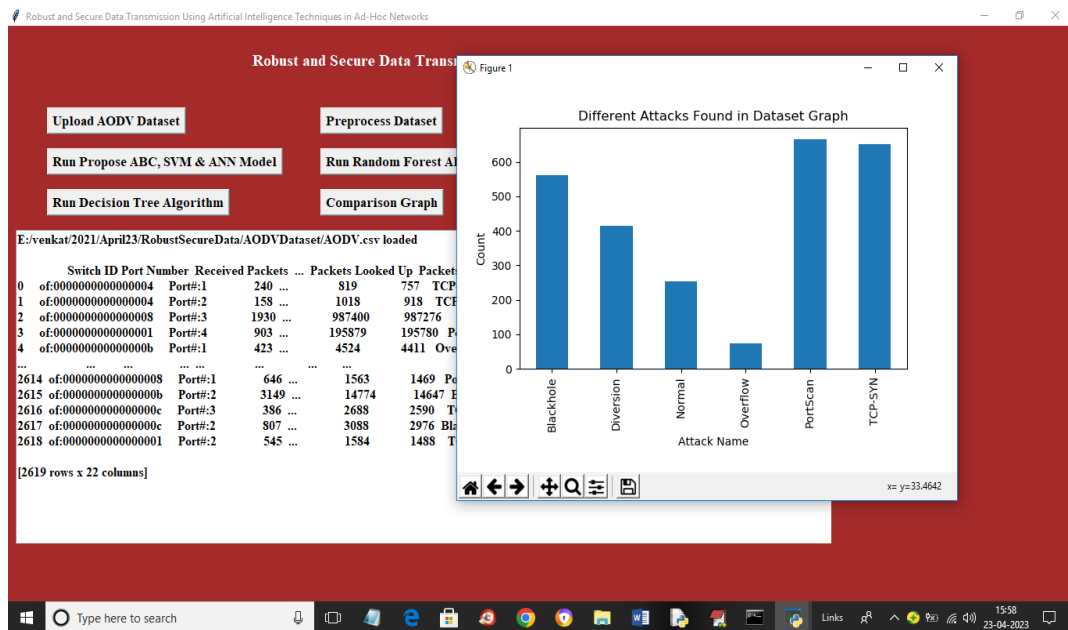 Robust and Secure Data Transmission Using Artificial Intelligence Techniques in Ad-Hoc Networks
Robust and Secure Data Trans
Upload AODV Dataset
Preprocess Dataset
Run Propose ABC, SVM & ANN Model
Run Random Forest Al
Run Decision Tree Algorithm
Comparison Graph
E:/venkat/2021/April23/RobustSecureData/AODVDataset/AODV.csv loaded
Switch ID Port Number Received Packets ... Packets Looked Up Packets
0 of:0000000000000004 Port#:1 240 ... 819 757 TCP
1 of:0000000000000004 Port#:2 158 ... 1018 918 TCP
2 of:0000000000000008 Port#:3 1930 ... 987400 987276
3 of:0000000000000001 Port#:4 903 ... 195879 195780 Po
4 of:000000000000000b Port#:1 423 ... 4524 4411 Ove
... ... ... ... ... ... ... ...
2614 of:0000000000000008 Port#:1 646 ... 1563 1469 Po
2615 of:000000000000000b Port#:2 3149 ... 14774 14647 B
2616 of:000000000000000c Port#:3 386 ... 2688 2590 T
2617 of:000000000000000c Port#:2 807 ... 3088 2976 Bla
2618 of:0000000000000001 Port#:2 545 ... 1584 1488 T
[2619 rows x 22 columns]
Figure 1
Different Attacks Found in Dataset Graph
Count
600
500
400
300
200
100
0
Blackhole
Diversion
Normal
Overflow
PortScan
TCP-SYN
Attack Name
x= y=33.4642
Type here to search
Links
15:58
23-04-2023